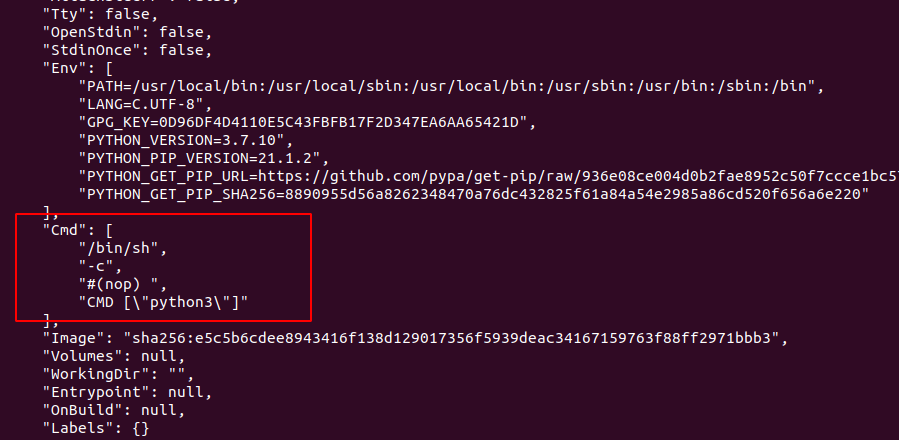 "Tty": false,
"OpenStdin": false,
"StdinOnce": false,
"Env": [
"PATH=/usr/local/bin:/usr/local/sbin:/usr/local/bin:/usr/sbin:/usr/bin:/sbin:/bin",
"LANG=C.UTF-8",
"GPG_KEY=0D96DF4D4110E5C43FBFB17F2D347EA6AA65421D",
"PYTHON_VERSION=3.7.10",
"PYTHON_PIP_VERSION=21.1.2",
"PYTHON_GET_PIP_URL=https://github.com/pypa/get-pip/raw/936e08ce004d0b2fae8952c50f7ccce1bc57
"PYTHON_GET_PIP_SHA256=8890955d56a8262348470a76dc432825f61a84a54e2985a86cd520f656a6e220"
],
"Cmd": [
"/bin/sh",
"-c",
"#(nop) ",
"CMD [\"python3\"]"
],
"Image": "sha256:e5c5b6cdee8943416f138d129017356f5939deac34167159763f88ff2971bbb3",
"Volumes": null,
"WorkingDir": "",
"Entrypoint": null,
"OnBuild": null,
"Labels": {}